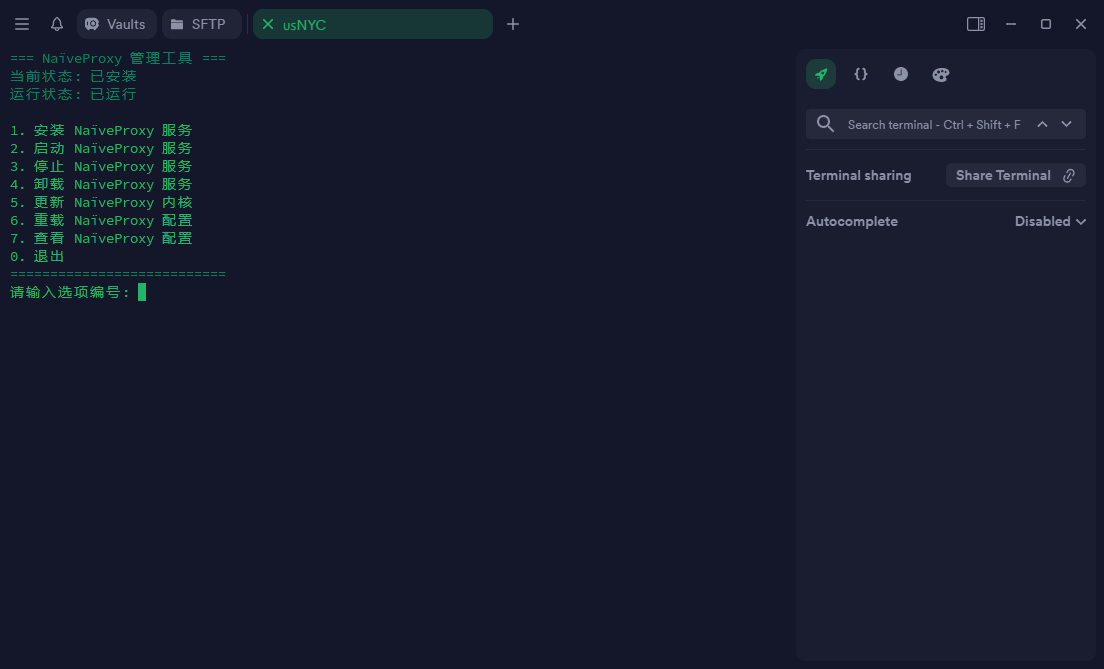 Vaults
SFTP
usNYC
=== NaïveProxy 管理工具 ===
当前状态: 已安装
运行状态: 已运行
1. 安装 NaïveProxy 服务
2. 启动 NaïveProxy 服务
3. 停止 NaïveProxy 服务
4. 卸载 NaïveProxy 服务
5. 更新 NaïveProxy 内核
6. 重载 NaïveProxy 配置
7. 查看 NaïveProxy 配置
0. 退出
===========================
请输入选项编号:
{}
Search terminal - Ctrl + Shift + F
Terminal sharing
Share Terminal
Autocomplete
Disabled